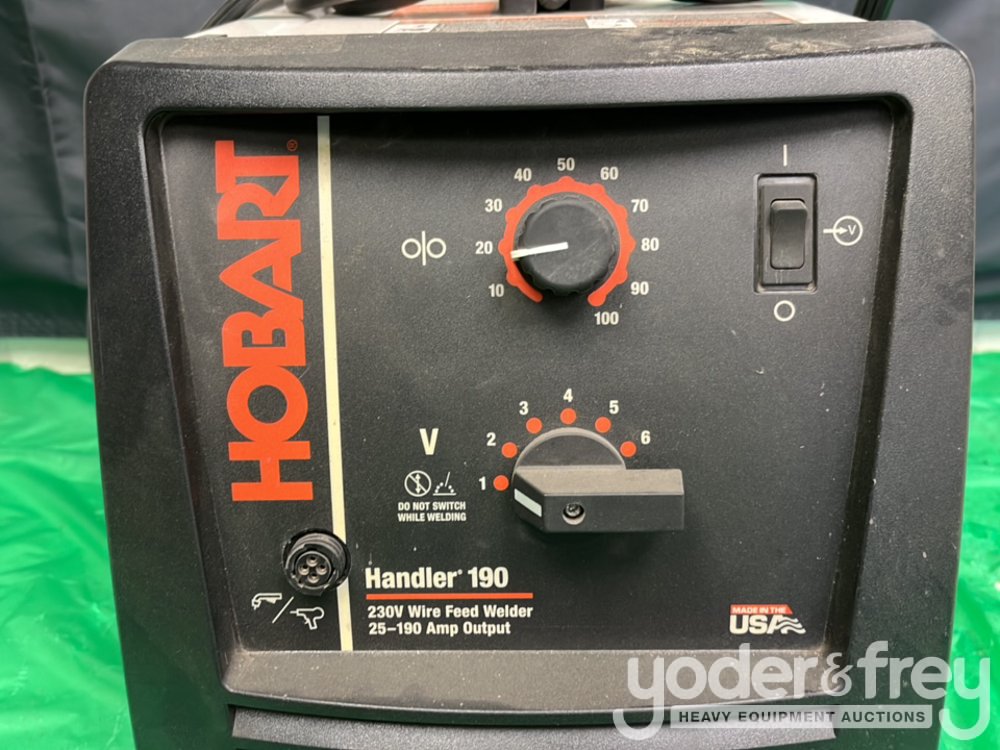 HOBART®
50
40 60
30 70
20 80
10 90
100
I
V
O
4
3 5
2 6
1
V
DO NOT SWITCH
WHILE WELDING
Handler® 190
230V Wire Feed Welder
25–190 Amp Output
MADE IN THE
USA
yoder&frey
HEAVY EQUIPMENT AUCTIONS